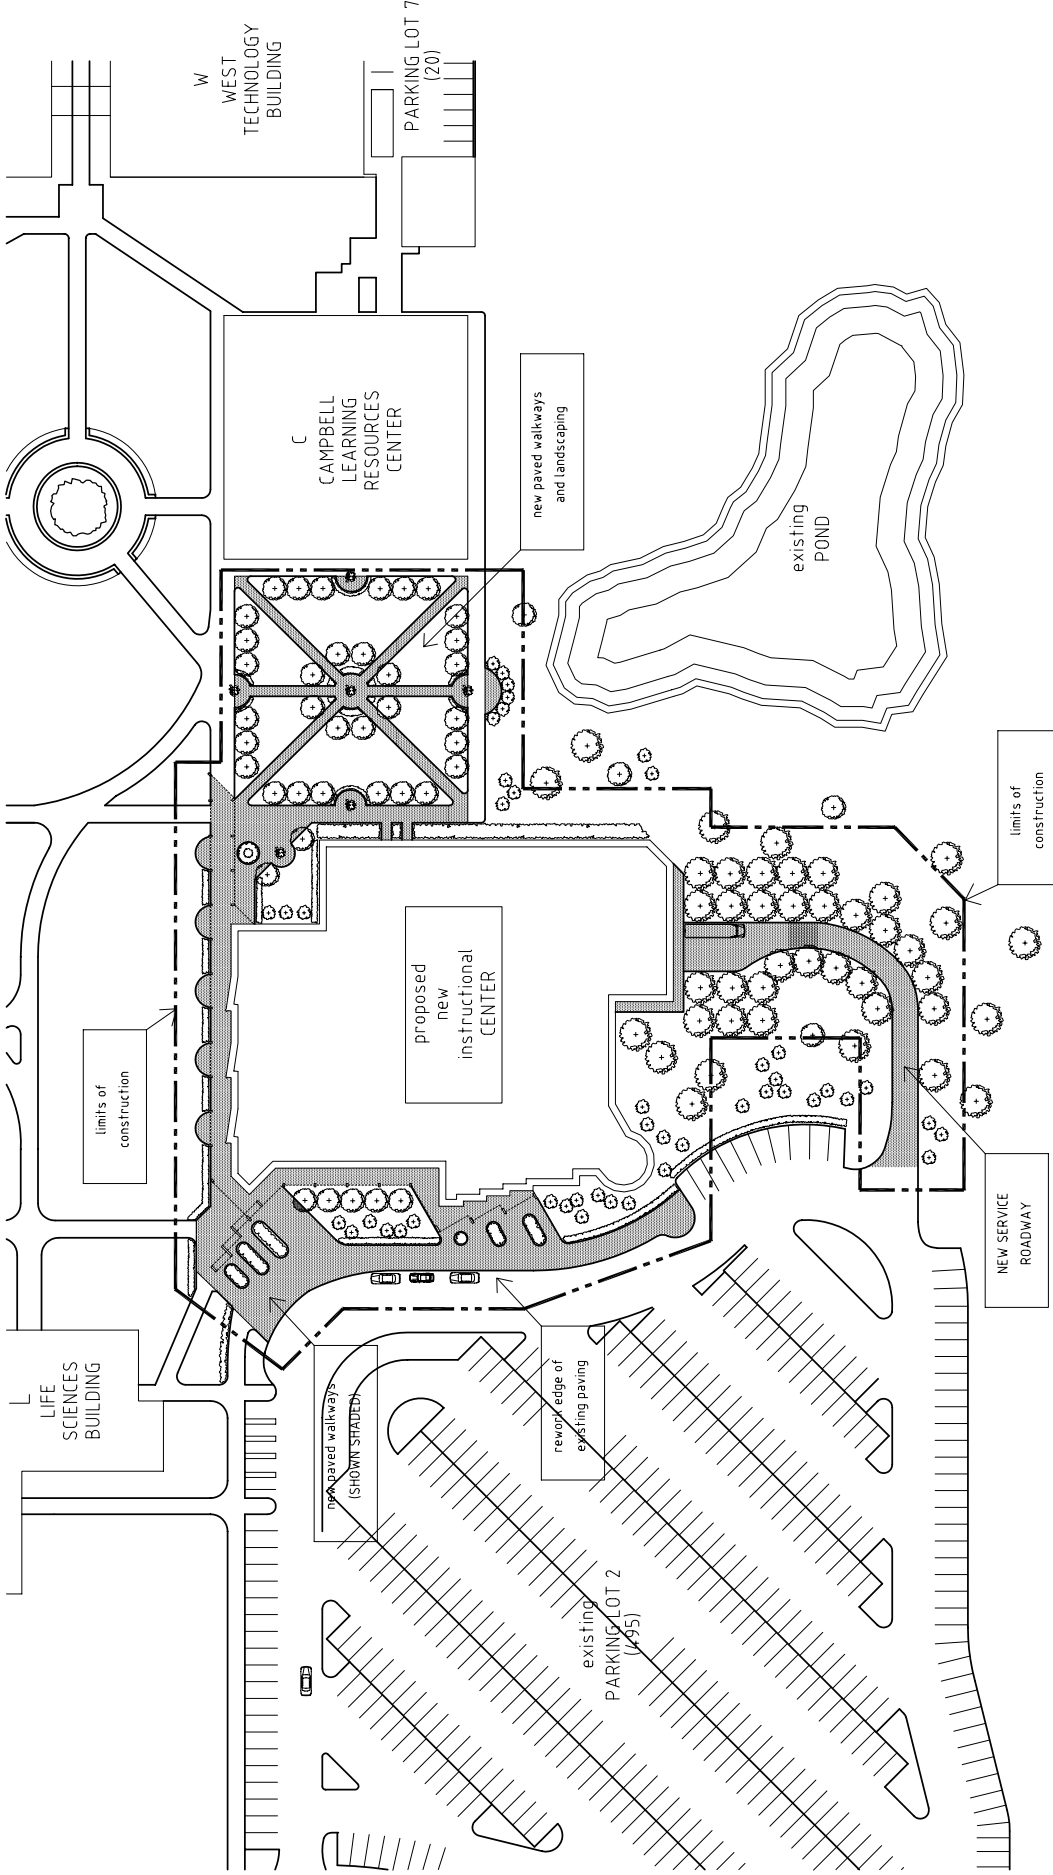 W
WEST
TECHNOLOGY
BUILDING
PARKING LOT 7
(20)
C
CAMPBELL
LEARNING
RESOURCES
CENTER
new paved walkways
and landscaping
existing
POND
limits of
construction
proposed
new
instructional
CENTER
limits of
construction
NEW SERVICE
ROADWAY
L
LIFE
SCIENCES
BUILDING
new paved walkways
(SHOWN SHADED)
rework edge of
existing paving
existing
PARKING LOT 2
(495)